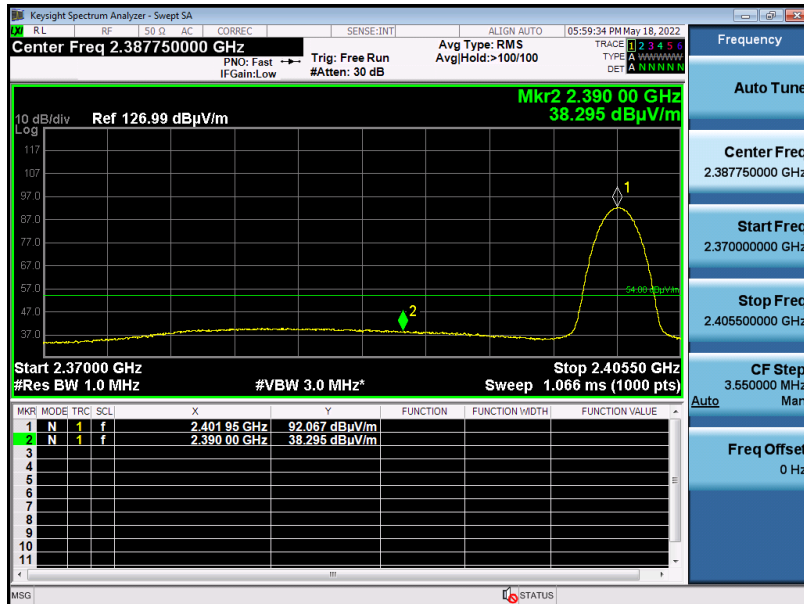 Keysight Spectrum Analyzer - Swept SA
LXI RL RF 50 Ω AC CORREC SENSE:INT ALIGN AUTO 05:59:34 PM May 18, 2022
Center Freq 2.387750000 GHz
PNO: Fast
IFGain:Low
Trig: Free Run
#Atten: 30 dB
Avg Type: RMS
Avg|Hold:>100/100
TRACE 1 2 3 4 5 6
TYPE A WWWWW
DET A N N N N N
Mkr2 2.390 00 GHz
38.295 dBµV/m
10 dB/div
Log
Ref 126.99 dBµV/m
117
107
97.0
87.0
77.0
67.0
57.0
47.0
37.0
1
2
54.00 dBµV/m
Start 2.37000 GHz Stop 2.40550 GHz
#Res BW 1.0 MHz #VBW 3.0 MHz* Sweep 1.066 ms (1000 pts)
MKR MODE TRC SCL X Y FUNCTION FUNCTION WIDTH FUNCTION VALUE
1 N 1 f 2.401 95 GHz 92.067 dBµV/m
2 N 1 f 2.390 00 GHz 38.295 dBµV/m
3
4
5
6
7
8
9
10
11
MSG STATUS
Frequency
Auto Tune
Center Freq
2.387750000 GHz
Start Freq
2.370000000 GHz
Stop Freq
2.405500000 GHz
CF Step
3.550000 MHz
Auto Man
Freq Offset
0 Hz